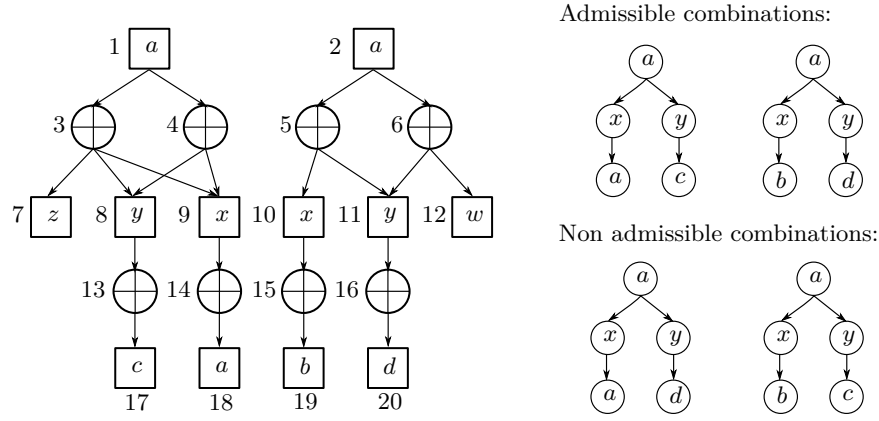 Admissible combinations:
1 a 2 a
a a
3 4 5 6
x y x y
a c b d
7 z 8 y 9 x 10 x 11 y 12 w
Non admissible combinations:
13 14 15 16
a a
x y x y
c a b d
a d b c
17 18 19 20